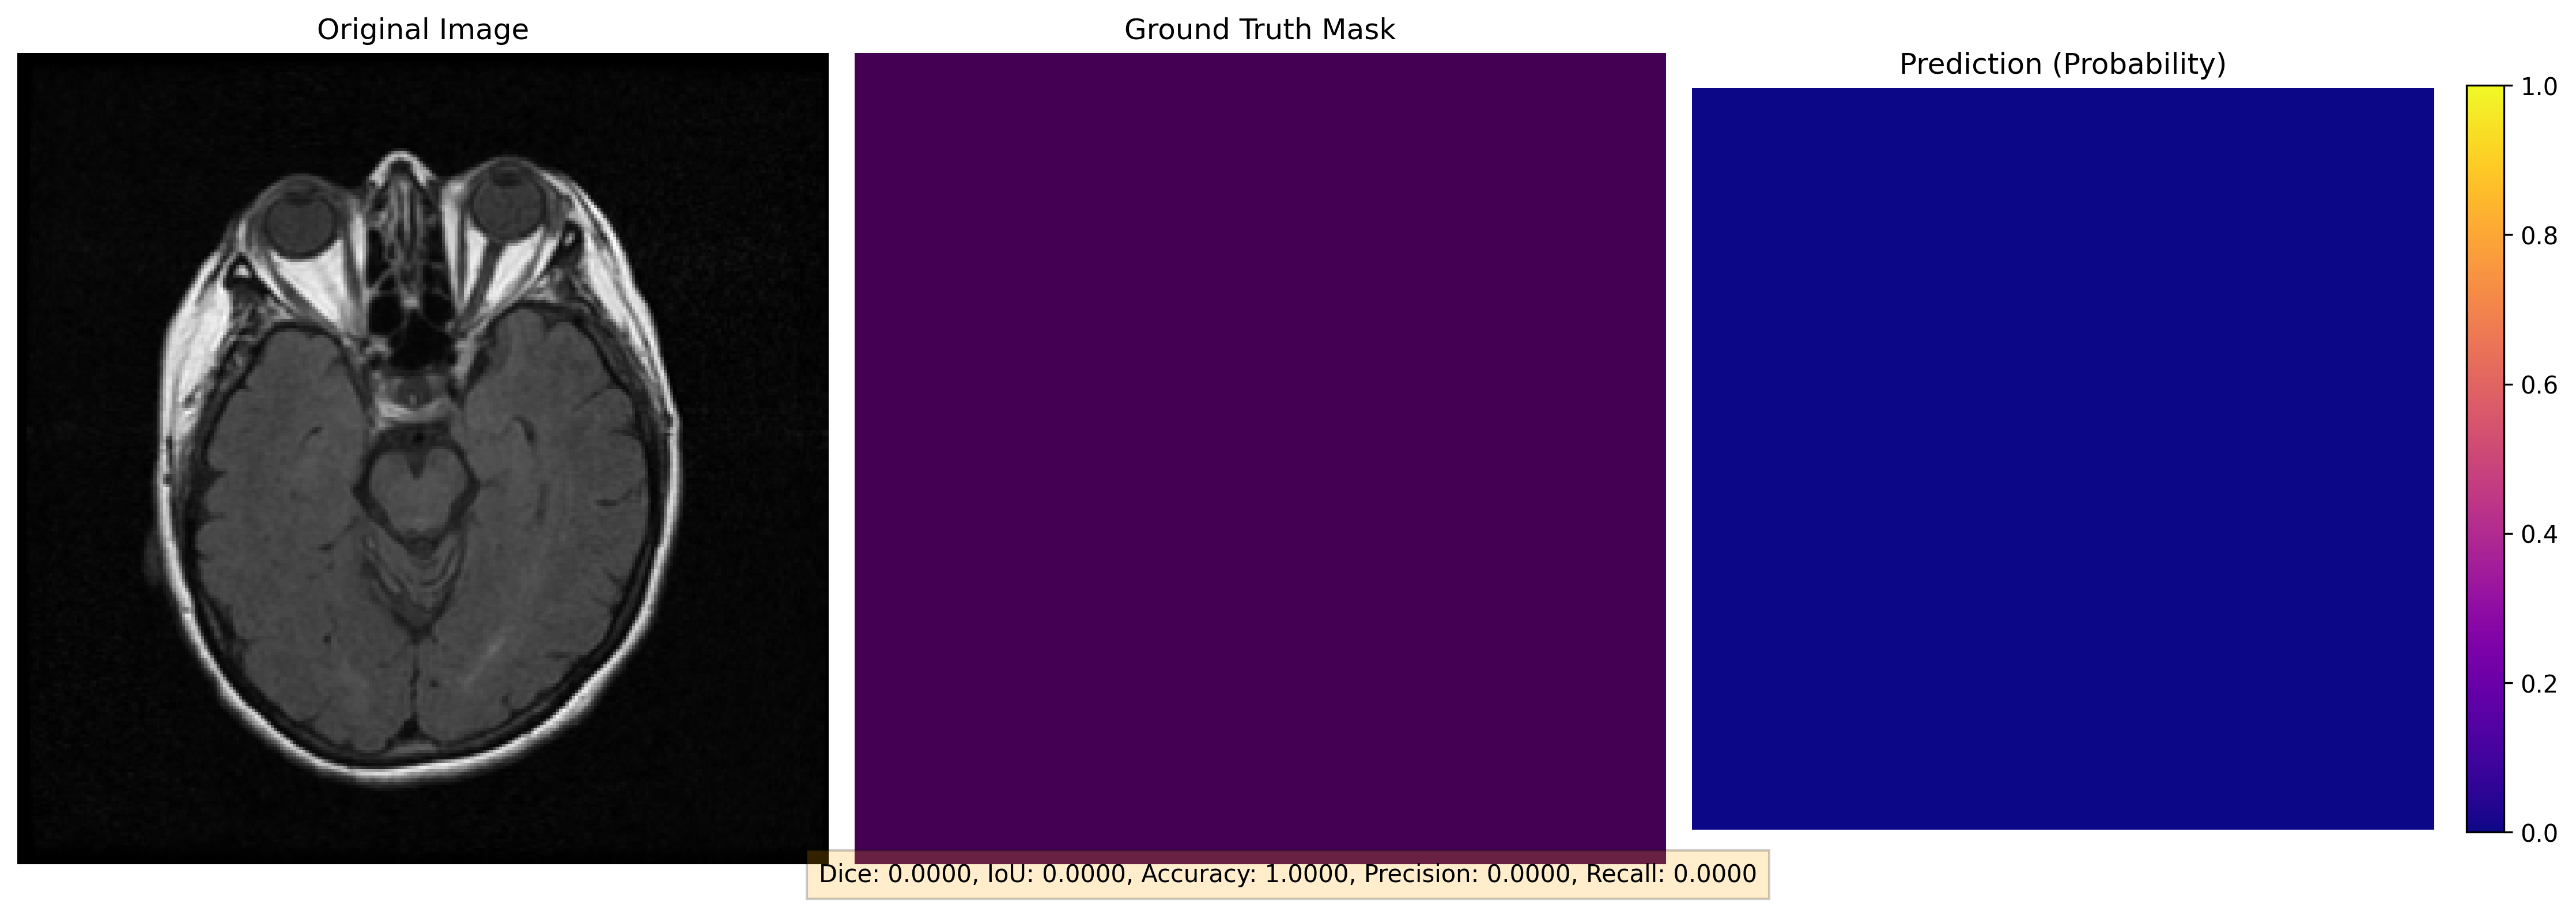 Original Image
Ground Truth Mask
Prediction (Probability)
1.0
0.8
0.6
0.4
0.2
0.0
Dice: 0.0000, IoU: 0.0000, Accuracy: 1.0000, Precision: 0.0000, Recall: 0.0000